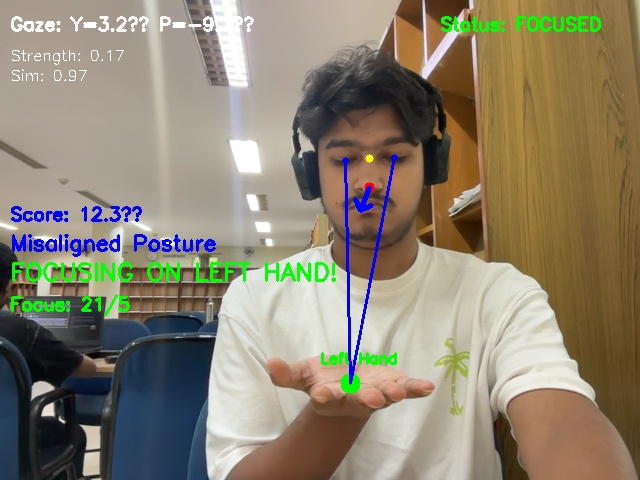 Gaze: Y=3.2?? P=-9.???
Status: FOCUSED
Strength: 0.17
Sim: 0.97
Score: 12.3??
Misaligned Posture
FOCUSING ON LEFT HAND!
Focus: 21/5
Left Hand